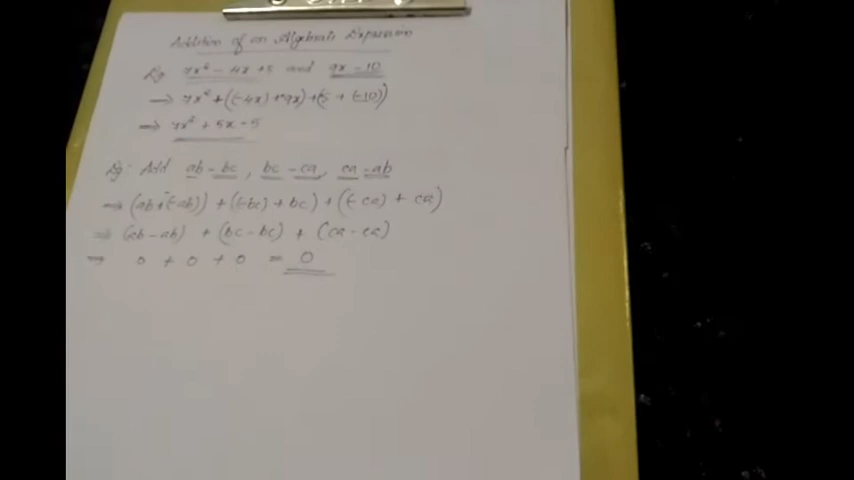 Addition of an Algebraic Expression
Eg 7x² - 4x + 5 and 9x - 10
⇒ 7x² + ((-4x) + 9x) + (5 + (-10))
⇒ 7x² + 5x - 5
Eg: Add ab - bc, bc - ca, ca - ab
⇒ (ab + (-ab)) + ((-bc) + bc) + ((-ca) + ca)
⇒ (ab - ab) + (bc - bc) + (ca - ca)
⇒ 0 + 0 + 0 = 0